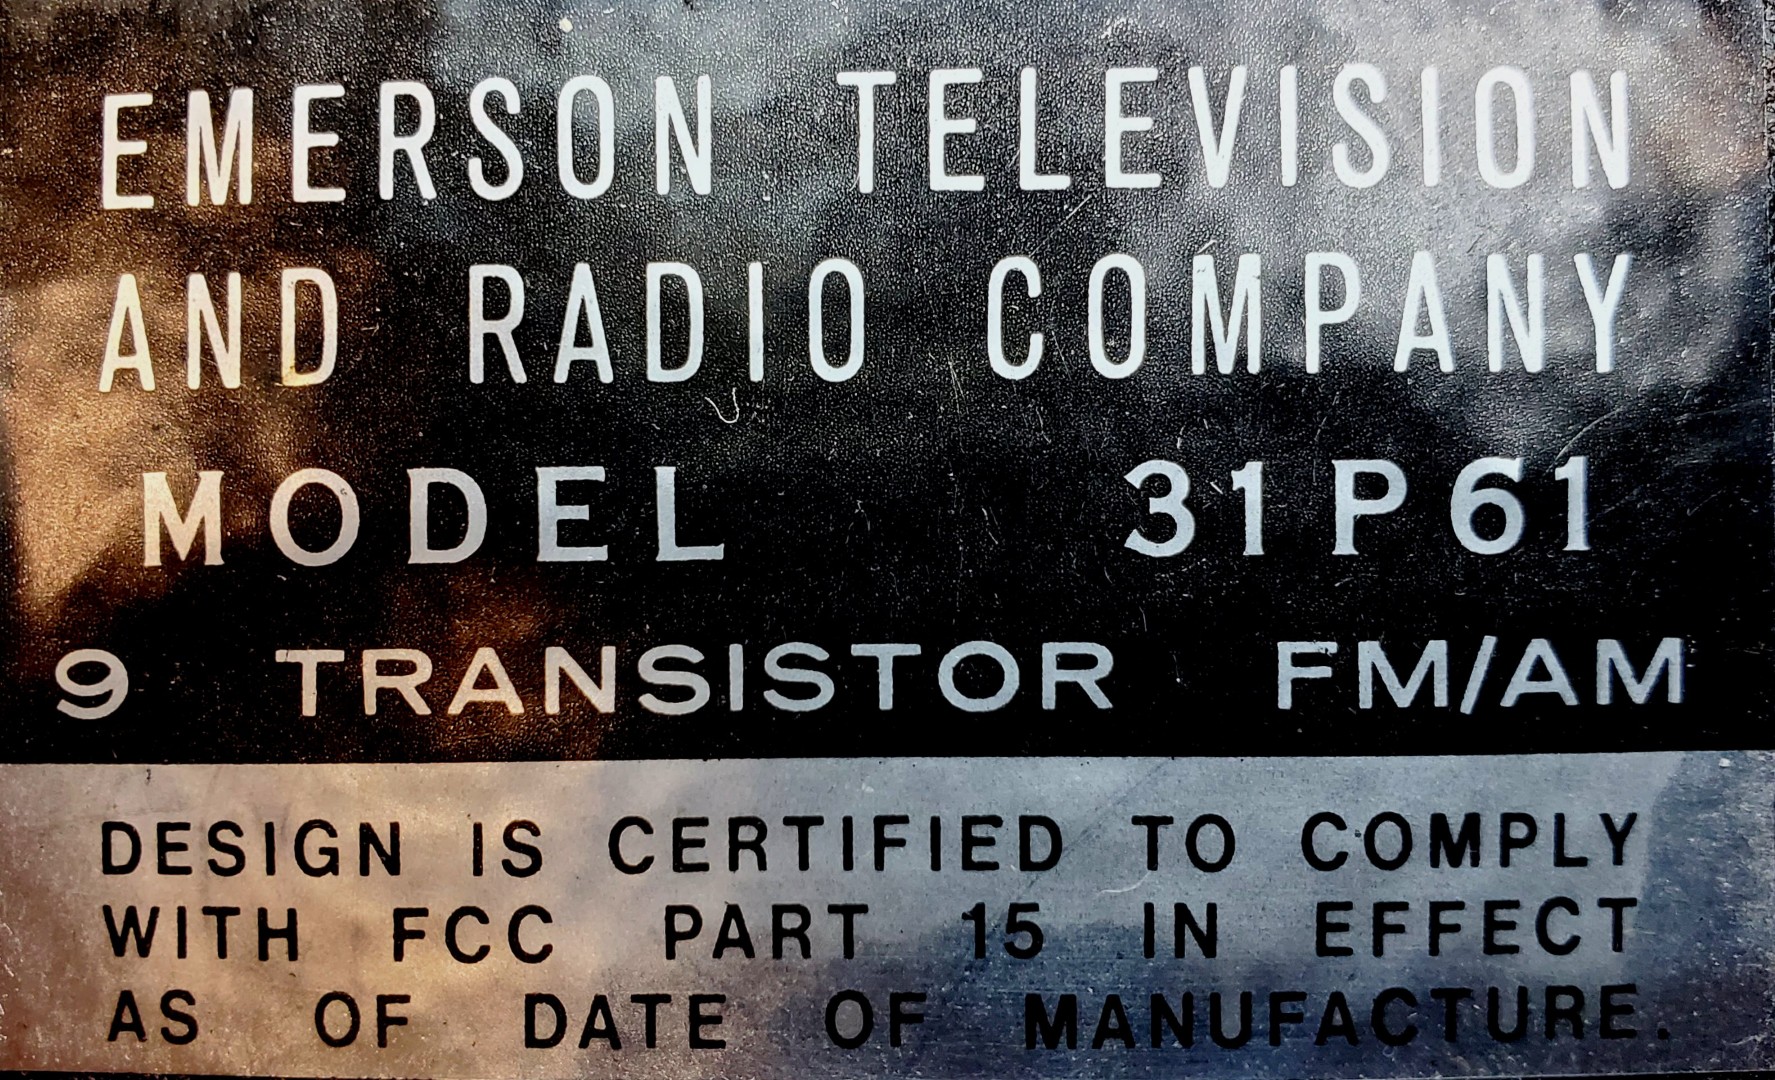 EMERSON TELEVISION
AND RADIO COMPANY
MODEL 31P61
9 TRANSISTOR FM/AM
DESIGN IS CERTIFIED TO COMPLY
WITH FCC PART 15 IN EFFECT
AS OF DATE OF MANUFACTURE.